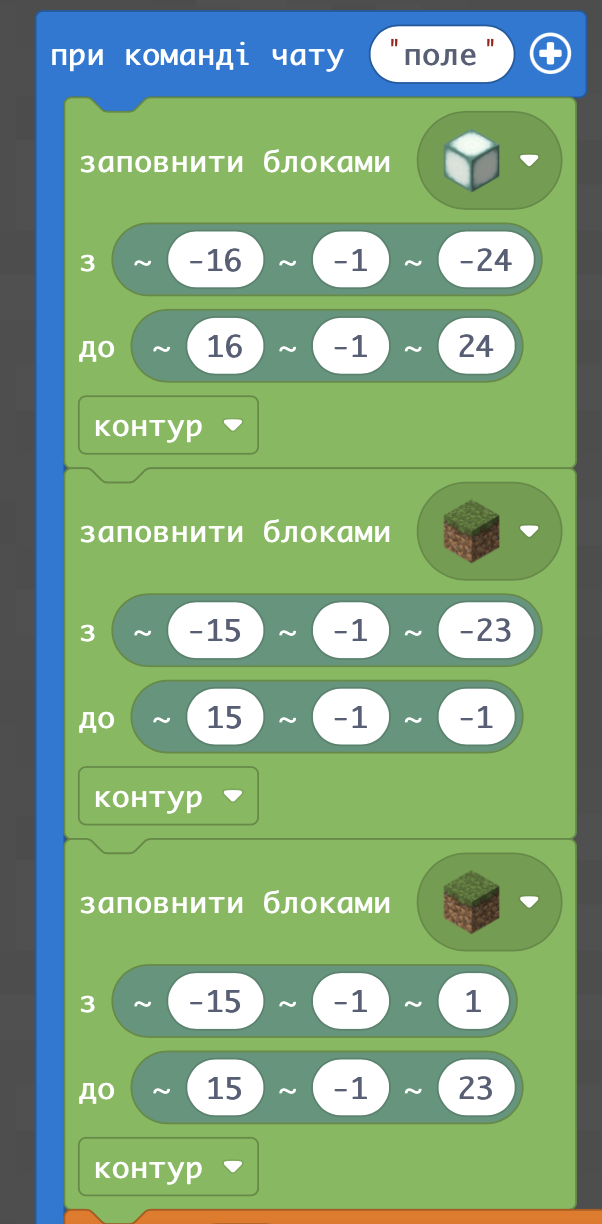 при команді чату "поле"
заповнити блоками
з ~ -16 ~ -1 ~ -24
до ~ 16 ~ -1 ~ 24
контур
заповнити блоками
з ~ -15 ~ -1 ~ -23
до ~ 15 ~ -1 ~ -1
контур
заповнити блоками
з ~ -15 ~ -1 ~ 1
до ~ 15 ~ -1 ~ 23
контур